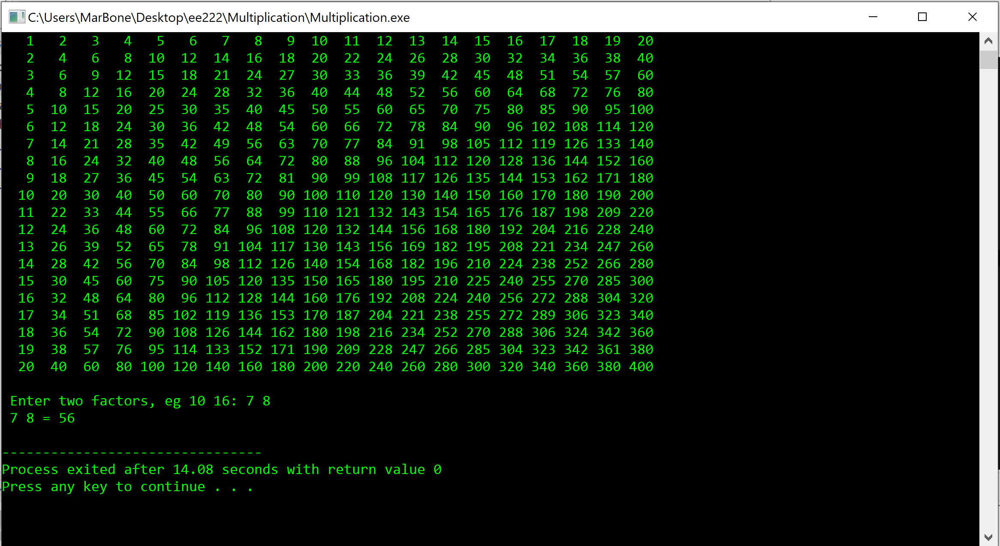 C:\Users\MarBone\Desktop\ee222\Multiplication\Multiplication.exe
1 2 3 4 5 6 7 8 9 10 11 12 13 14 15 16 17 18 19 20
2 4 6 8 10 12 14 16 18 20 22 24 26 28 30 32 34 36 38 40
3 6 9 12 15 18 21 24 27 30 33 36 39 42 45 48 51 54 57 60
4 8 12 16 20 24 28 32 36 40 44 48 52 56 60 64 68 72 76 80
5 10 15 20 25 30 35 40 45 50 55 60 65 70 75 80 85 90 95 100
6 12 18 24 30 36 42 48 54 60 66 72 78 84 90 96 102 108 114 120
7 14 21 28 35 42 49 56 63 70 77 84 91 98 105 112 119 126 133 140
8 16 24 32 40 48 56 64 72 80 88 96 104 112 120 128 136 144 152 160
9 18 27 36 45 54 63 72 81 90 99 108 117 126 135 144 153 162 171 180
10 20 30 40 50 60 70 80 90 100 110 120 130 140 150 160 170 180 190 200
11 22 33 44 55 66 77 88 99 110 121 132 143 154 165 176 187 198 209 220
12 24 36 48 60 72 84 96 108 120 132 144 156 168 180 192 204 216 228 240
13 26 39 52 65 78 91 104 117 130 143 156 169 182 195 208 221 234 247 260
14 28 42 56 70 84 98 112 126 140 154 168 182 196 210 224 238 252 266 280
15 30 45 60 75 90 105 120 135 150 165 180 195 210 225 240 255 270 285 300
16 32 48 64 80 96 112 128 144 160 176 192 208 224 240 256 272 288 304 320
17 34 51 68 85 102 119 136 153 170 187 204 221 238 255 272 289 306 323 340
18 36 54 72 90 108 126 144 162 180 198 216 234 252 270 288 306 324 342 360
19 38 57 76 95 114 133 152 171 190 209 228 247 266 285 304 323 342 361 380
20 40 60 80 100 120 140 160 180 200 220 240 260 280 300 320 340 360 380 400
Enter two factors, eg 10 16: 7 8
7 8 = 56
--------------------------------
Process exited after 14.08 seconds with return value 0
Press any key to continue . . .